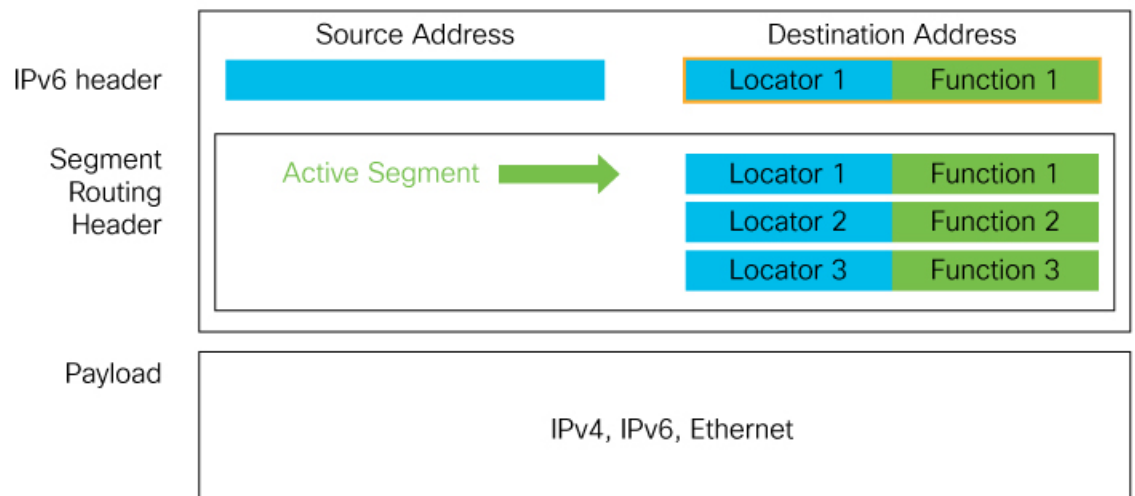 Source Address
Destination Address
IPv6 header
Locator 1
Function 1
Segment
Routing
Header
Active Segment
Locator 1
Function 1
Locator 2
Function 2
Locator 3
Function 3
Payload
IPv4, IPv6, Ethernet